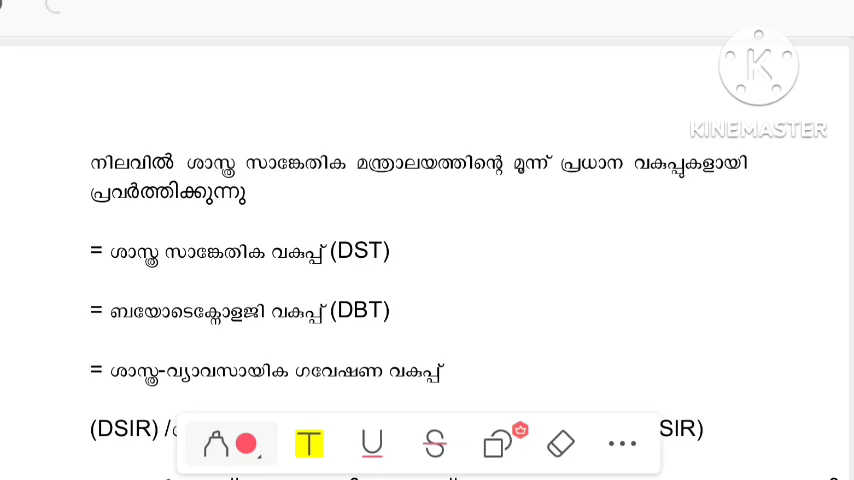 KINEMASTER
നിലവിൽ ശാസ്ത്ര സാങ്കേതിക മന്ത്രാലയത്തിന്റെ മൂന്ന് പ്രധാന വകുപ്പുകളായി
പ്രവർത്തിക്കുന്നു
= ശാസ്ത്ര സാങ്കേതിക വകുപ്പ് (DST)
= ബയോടെക്നോളജി വകുപ്പ് (DBT)
= ശാസ്ത്ര-വ്യാവസായിക ഗവേഷണ വകുപ്പ്
(DSIR) / SIR)